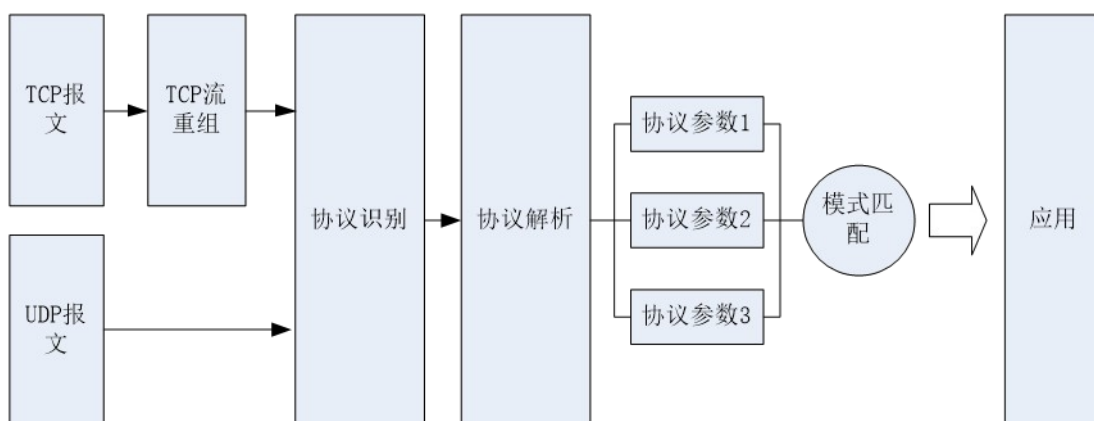 TCP报
文
TCP流
重组
UDP报
文
协议识别
协议解析
协议参数1
协议参数2
协议参数3
模式匹
配
应用